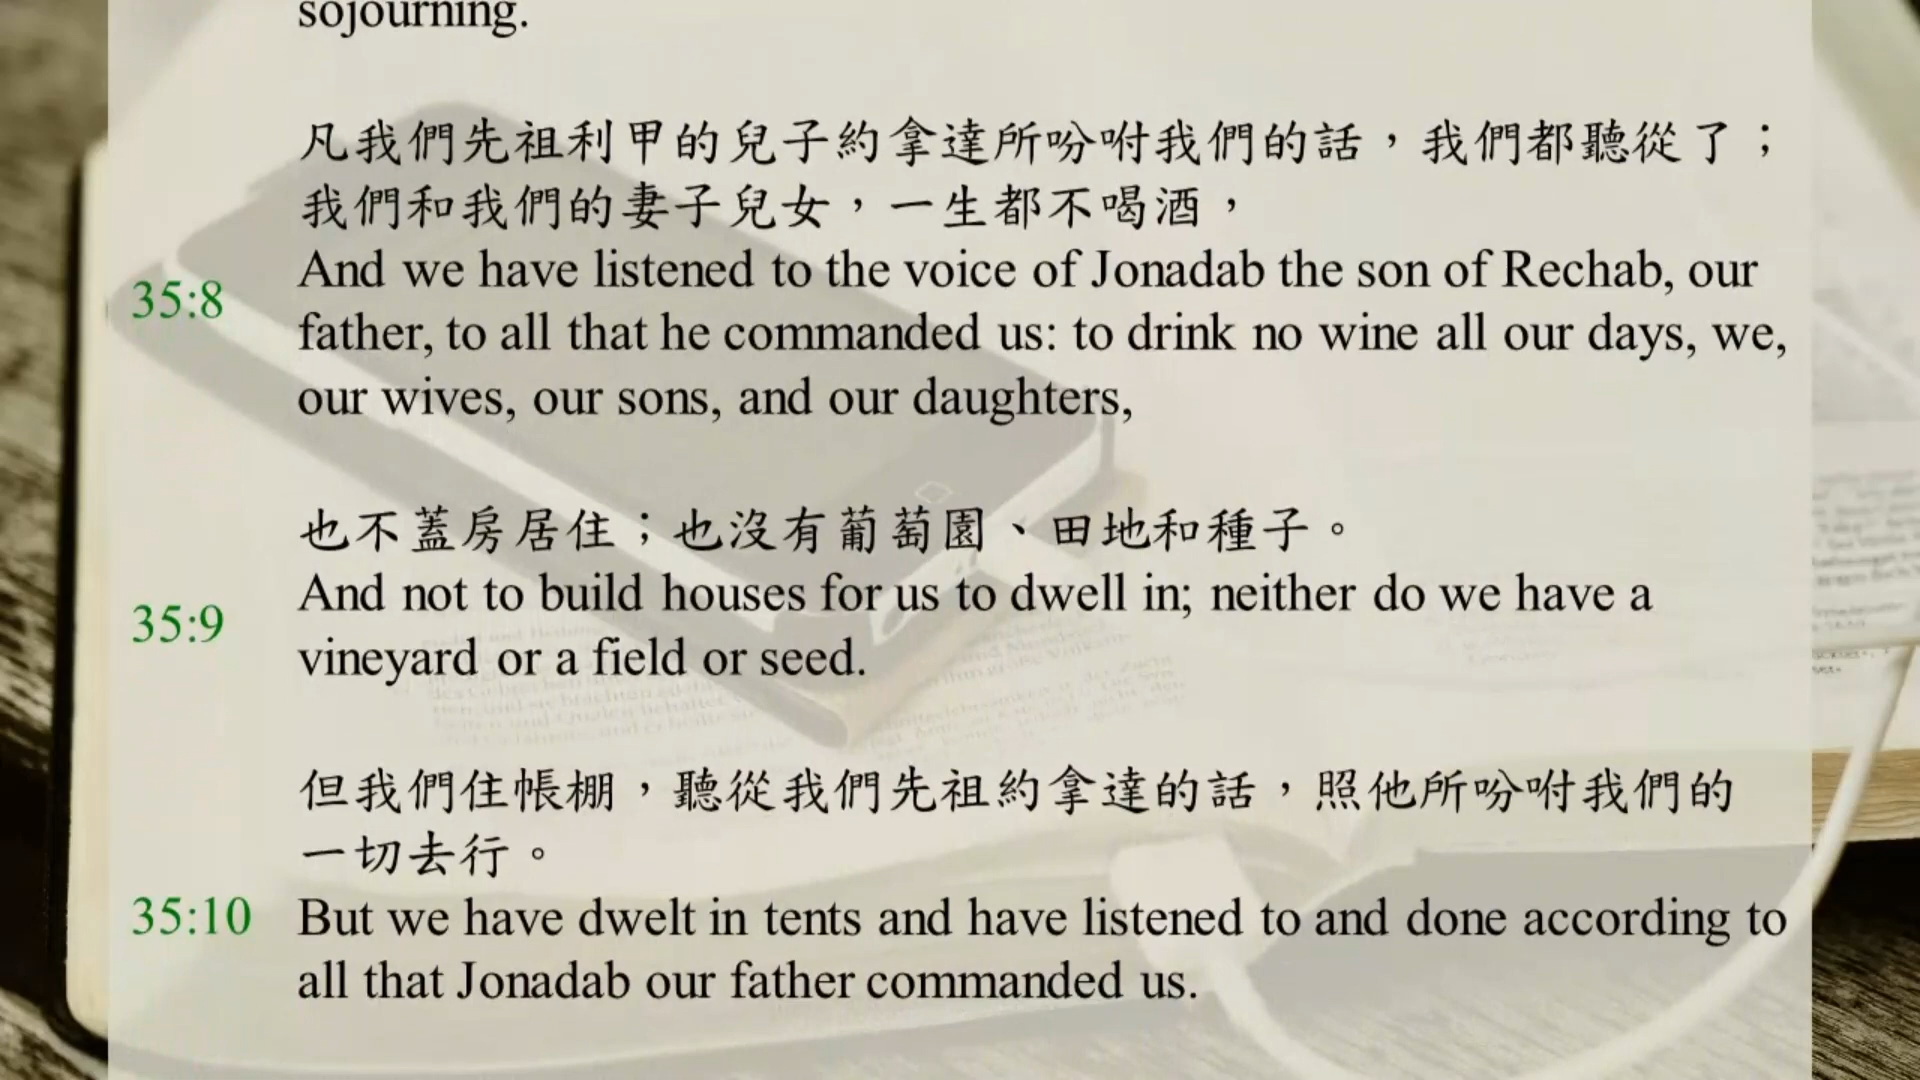 sojourning.
凡我們先祖利甲的兒子約拿達所吩咐我們的話，我們都聽從了；
我們和我們的妻子兒女，一生都不喝酒，
35:8
And we have listened to the voice of Jonadab the son of Rechab, our
father, to all that he commanded us: to drink no wine all our days, we,
our wives, our sons, and our daughters,
也不蓋房居住；也沒有葡萄園、田地和種子。
35:9
And not to build houses for us to dwell in; neither do we have a
vineyard or a field or seed.
但我們住帳棚，聽從我們先祖約拿達的話，照他所吩咐我們的
一切去行。
35:10
But we have dwelt in tents and have listened to and done according to
all that Jonadab our father commanded us.